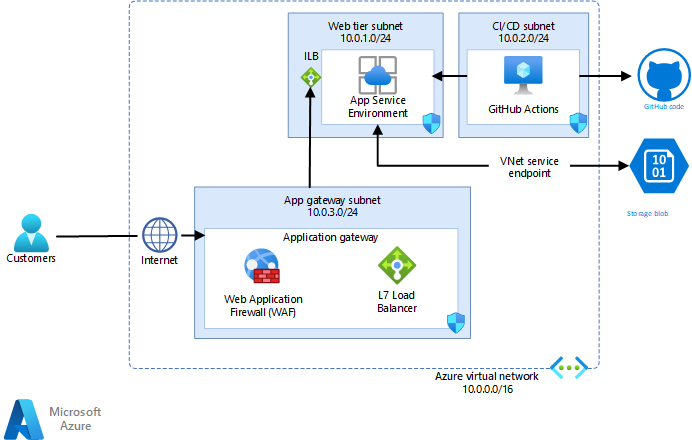 Web tier subnet
10.0.1.0/24
CI/CD subnet
10.0.2.0/24
ILB
App Service
Environment
GitHub Actions
GitHub code
VNet service
endpoint
10
01
Storage blob
App gateway subnet
10.0.3.0/24
Application gateway
Customers
Internet
Web Application
Firewall (WAF)
L7 Load
Balancer
Azure virtual network
10.0.0.0/16
Microsoft
Azure